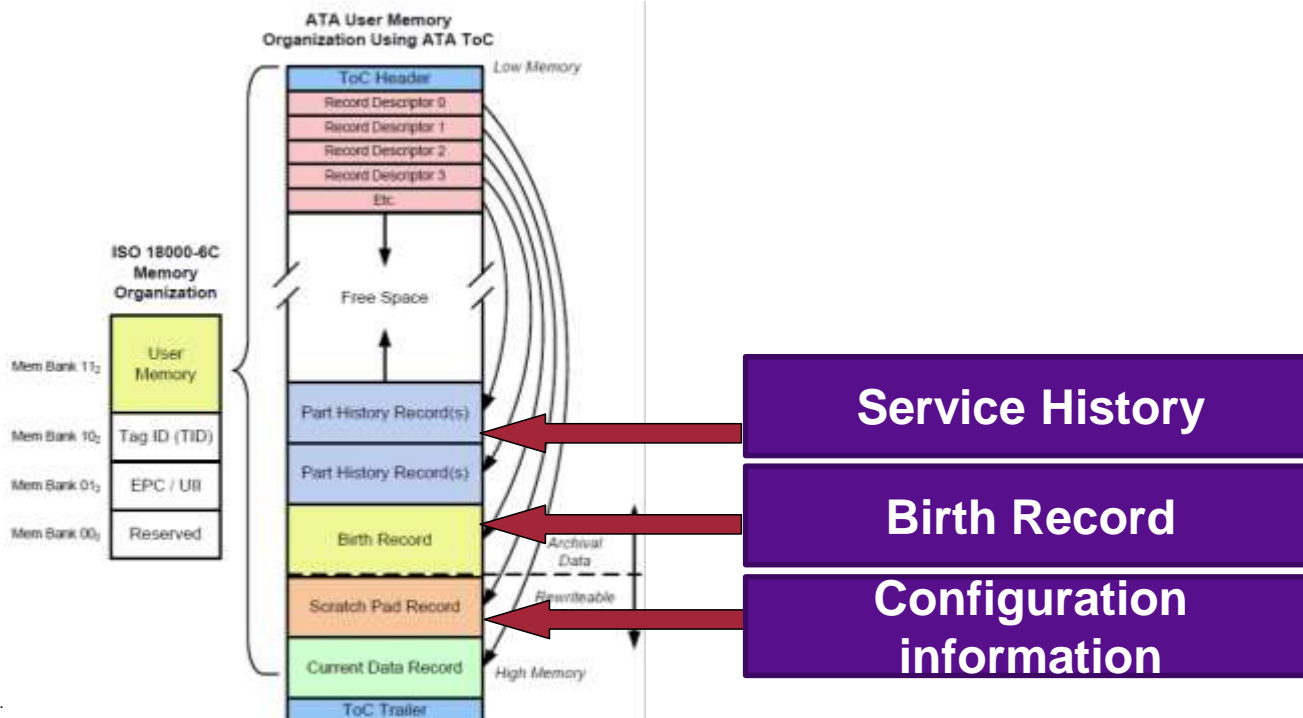 ATA User Memory
Organization Using ATA ToC
Low Memory
ToC Header
Record Descriptor 0
Record Descriptor 1
Record Descriptor 2
Record Descriptor 3
Etc.
Free Space
ISO 18000-6C
Memory
Organization
Mem Bank 11₂
User
Memory
Mem Bank 10₂
Tag ID (TID)
Mem Bank 01₂
EPC / UII
Mem Bank 00₂
Reserved
Part History Record(s)
Part History Record(s)
Birth Record
Archival
Data
Scratch Pad Record
Rewriteable
Current Data Record
High Memory
ToC Trailer
Service History
Birth Record
Configuration
information